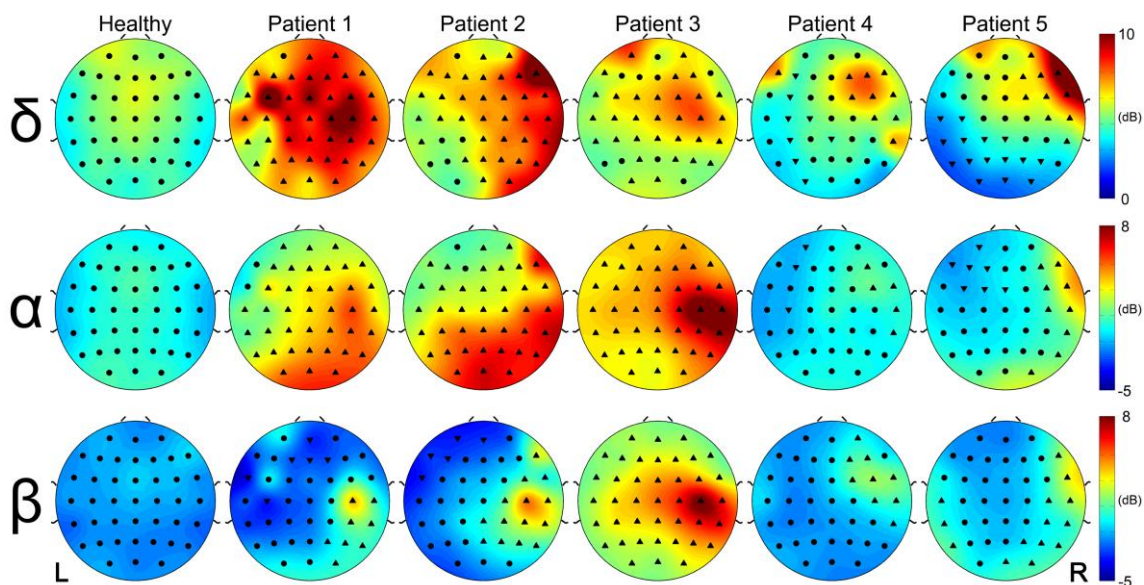 Healthy Patient 1 Patient 2 Patient 3 Patient 4 Patient 5
δ
10
(dB)
0
α
8
(dB)
-5
β
8
(dB)
-5
L R